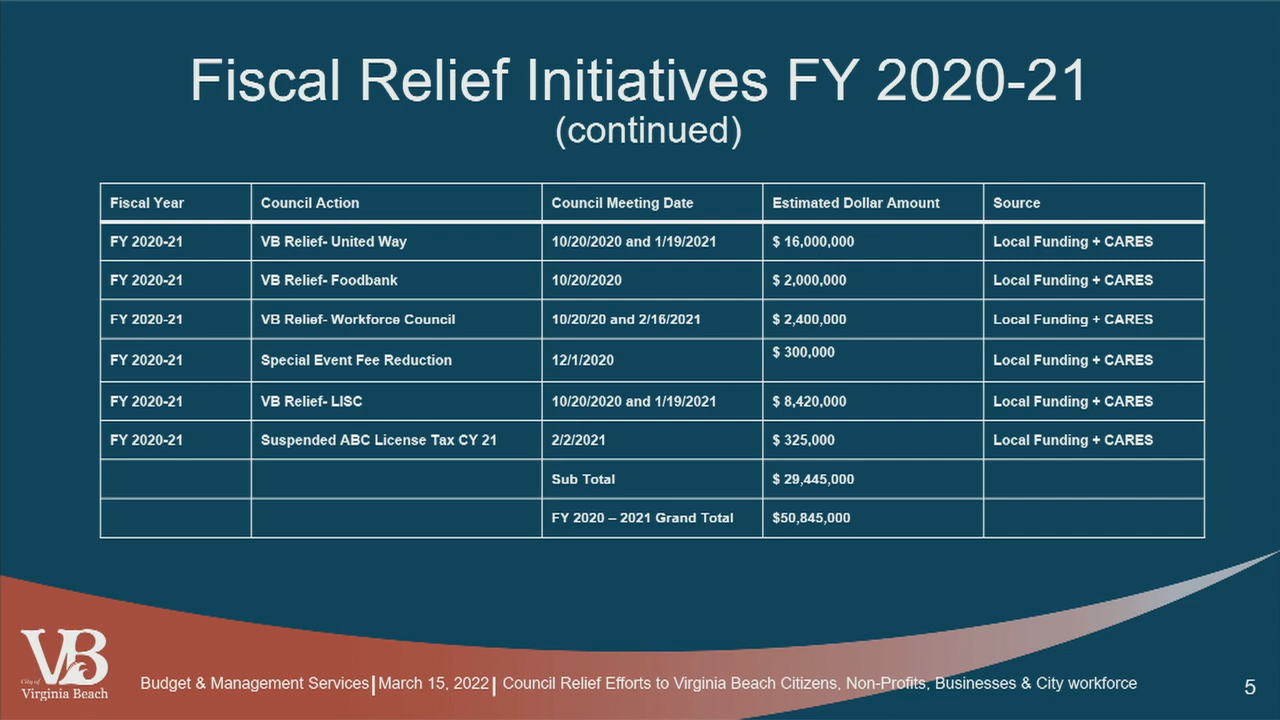 Fiscal Relief Initiatives FY 2020-21
(continued)
Fiscal Year Council Action Council Meeting Date Estimated Dollar Amount Source
FY 2020-21 VB Relief- United Way 10/20/2020 and 1/19/2021 $ 16,000,000 Local Funding + CARES
FY 2020-21 VB Relief- Foodbank 10/20/2020 $ 2,000,000 Local Funding + CARES
FY 2020-21 VB Relief- Workforce Council 10/20/20 and 2/16/2021 $ 2,400,000 Local Funding + CARES
FY 2020-21 Special Event Fee Reduction 12/1/2020 $ 300,000 Local Funding + CARES
FY 2020-21 VB Relief- LISC 10/20/2020 and 1/19/2021 $ 8,420,000 Local Funding + CARES
FY 2020-21 Suspended ABC License Tax CY 21 2/2/2021 $ 325,000 Local Funding + CARES
Sub Total $ 29,445,000
FY 2020 – 2021 Grand Total $50,845,000
VB
City of
Virginia Beach
Budget & Management Services | March 15, 2022 | Council Relief Efforts to Virginia Beach Citizens, Non-Profits, Businesses & City workforce
5